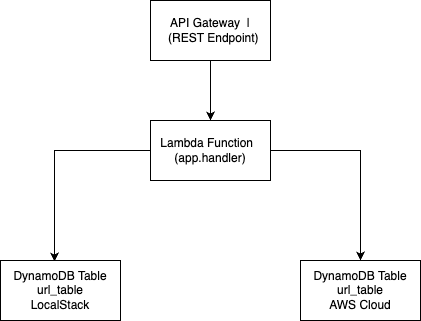 API Gateway |
(REST Endpoint)
Lambda Function
(app.handler)
DynamoDB Table
url_table
LocalStack
DynamoDB Table
url_table
AWS Cloud